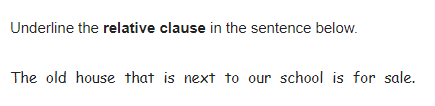 Underline the relative clause in the sentence below.
The old house that is next to our school is for sale.